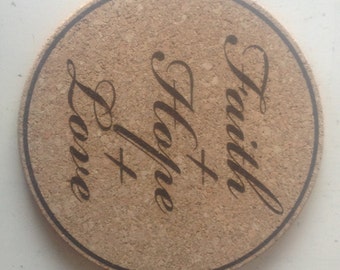 Faith
+
Hope
+
Love